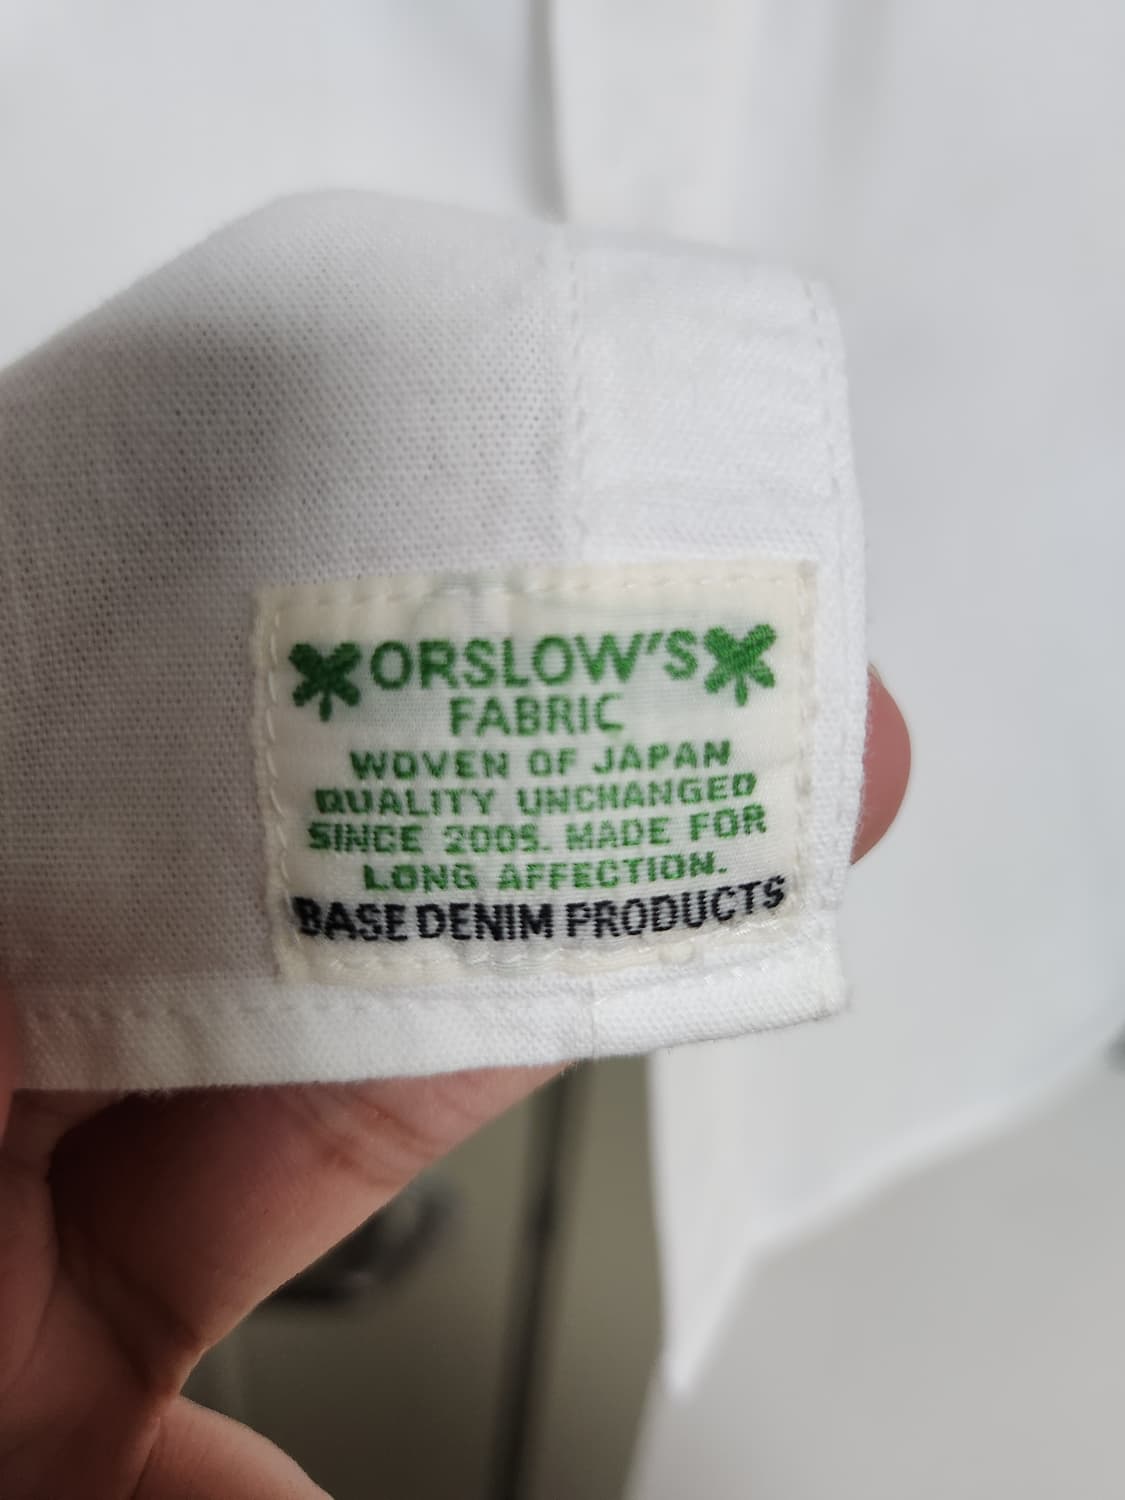 ORSLOW'S
FABRIC
WOVEN OF JAPAN
QUALITY UNCHANGED
SINCE 2005. MADE FOR
LONG AFFECTION.
BASE DENIM PRODUCTS